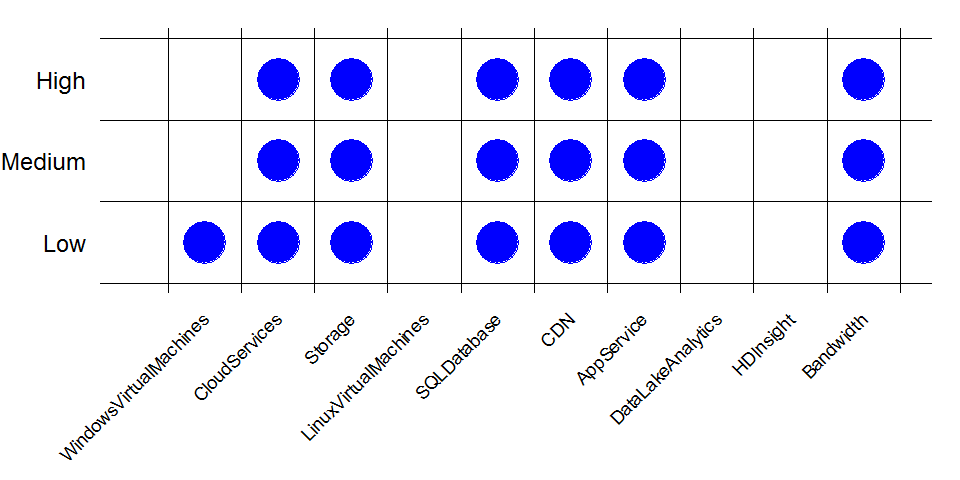 High
Medium
Low
WindowsVirtualMachines
CloudServices
Storage
LinuxVirtualMachines
SQLDatabase
CDN
AppService
DataLakeAnalytics
HDInsight
Bandwidth